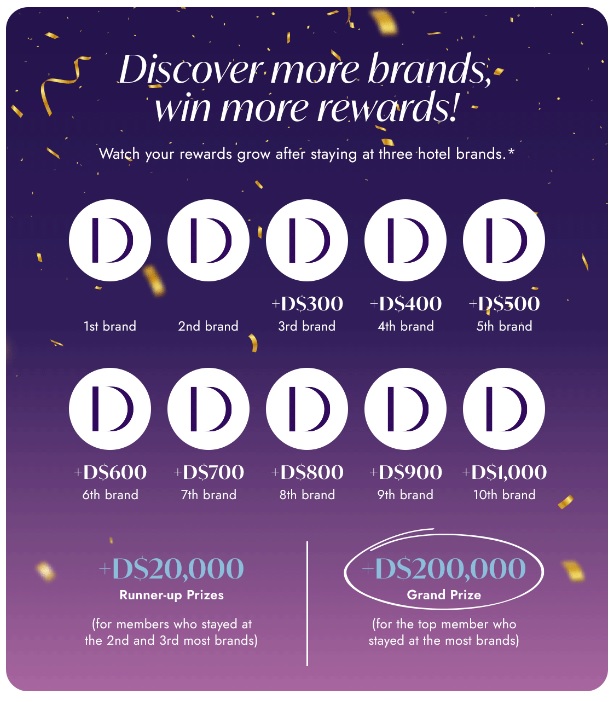 Discover more brands,
win more rewards!
Watch your rewards grow after staying at three hotel brands.*
D D D D D
+D$300 +D$400 +D$500
1st brand 2nd brand 3rd brand 4th brand 5th brand
D D D D D
+D$600 +D$700 +D$800 +D$900 +D$1,000
6th brand 7th brand 8th brand 9th brand 10th brand
+D$20,000
Runner-up Prizes
(for members who stayed at
the 2nd and 3rd most brands)
+D$200,000
Grand Prize
(for the top member who
stayed at the most brands)